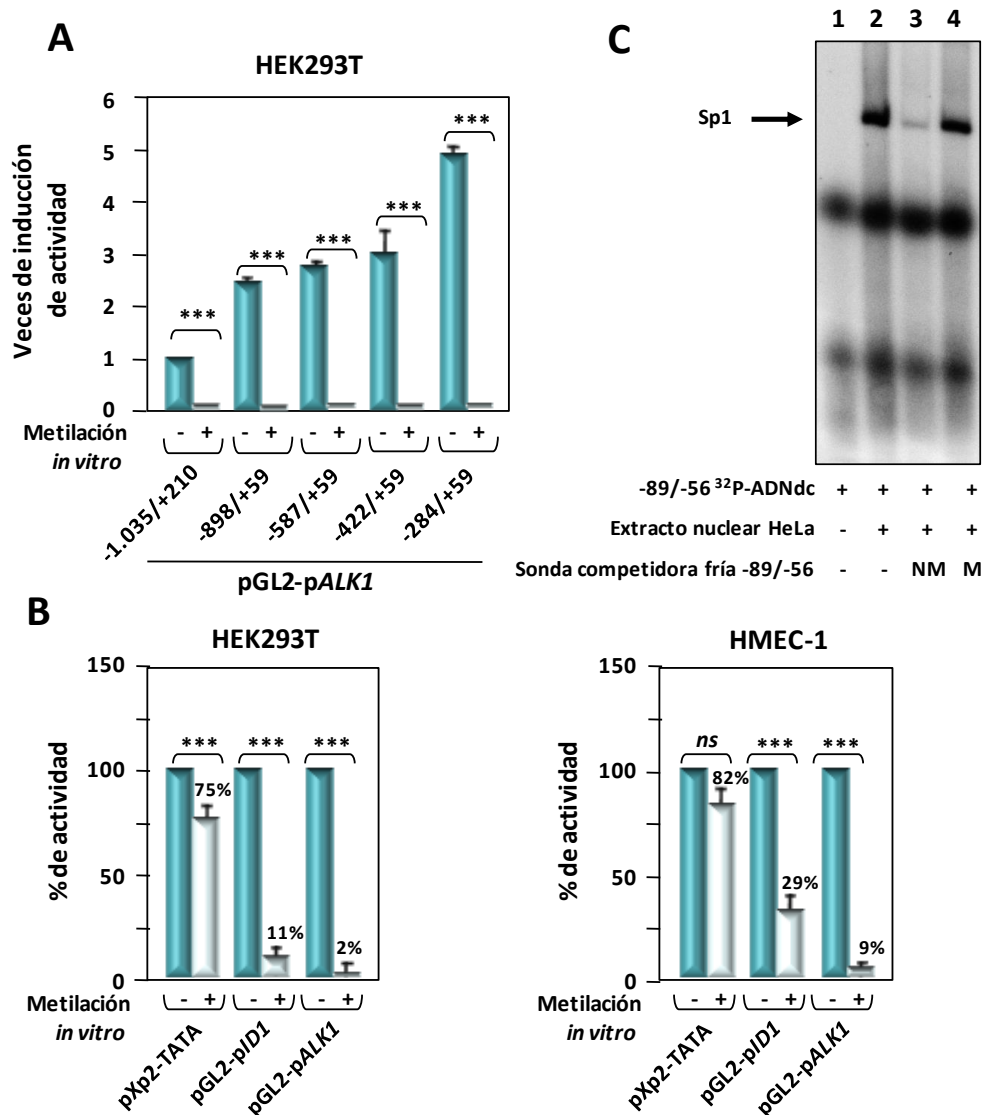 A
HEK293T
Veces de inducción
de actividad
6
5
4
3
2
1
0
***
***
***
***
***
Metilación
in vitro
- + - + - + - + - +
-1.035/+210
-898/+59
-587/+59
-422/+59
-284/+59
pGL2-pALK1
C
1 2 3 4
Sp1
-89/-56 32P-ADNdc + + + +
Extracto nuclear HeLa - + + +
Sonda competidora fría -89/-56 - - NM M
B
HEK293T
% de actividad
150
100
50
0
*** *** ***
75%
11%
2%
Metilación
in vitro
- + - + - +
pXp2-TATA
pGL2-pID1
pGL2-pALK1
HMEC-1
% de actividad
150
100
50
0
ns *** ***
82%
29%
9%
Metilación
in vitro
- + - + - +
pXp2-TATA
pGL2-pID1
pGL2-pALK1